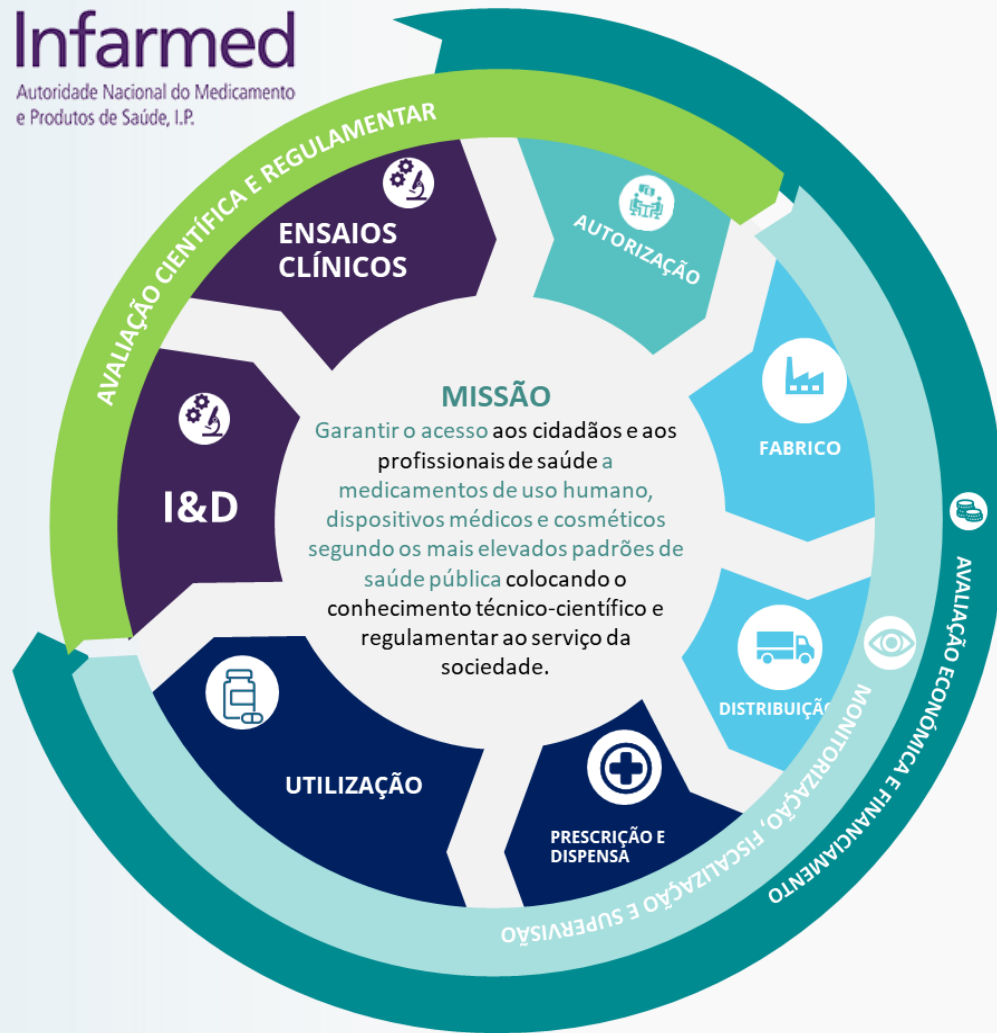 Infarmed
Autoridade Nacional do Medicamento
e Produtos de Saúde, I.P.
AVALIAÇÃO CIENTÍFICA E REGULAMENTAR
ENSAIOS
CLÍNICOS
AUTORIZAÇÃO
I&D
FABRICO
MISSÃO
Garantir o acesso aos cidadãos e aos
profissionais de saúde a
medicamentos de uso humano,
dispositivos médicos e cosméticos
segundo os mais elevados padrões de
saúde pública colocando o
conhecimento técnico-científico e
regulamentar ao serviço da
sociedade.
DISTRIBUIÇÃO
UTILIZAÇÃO
PRESCRIÇÃO E
DISPENSA
MONITORIZAÇÃO, FISCALIZAÇÃO E SUPERVISÃO
AVALIAÇÃO ECONÓMICA E FINANCIAMENTO